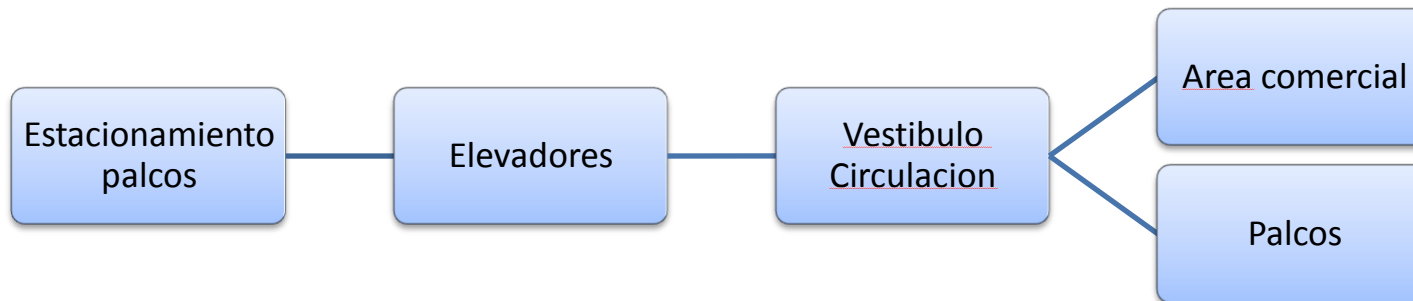 Estacionamiento
palcos
Elevadores
Vestibulo
Circulacion
Area comercial
Palcos